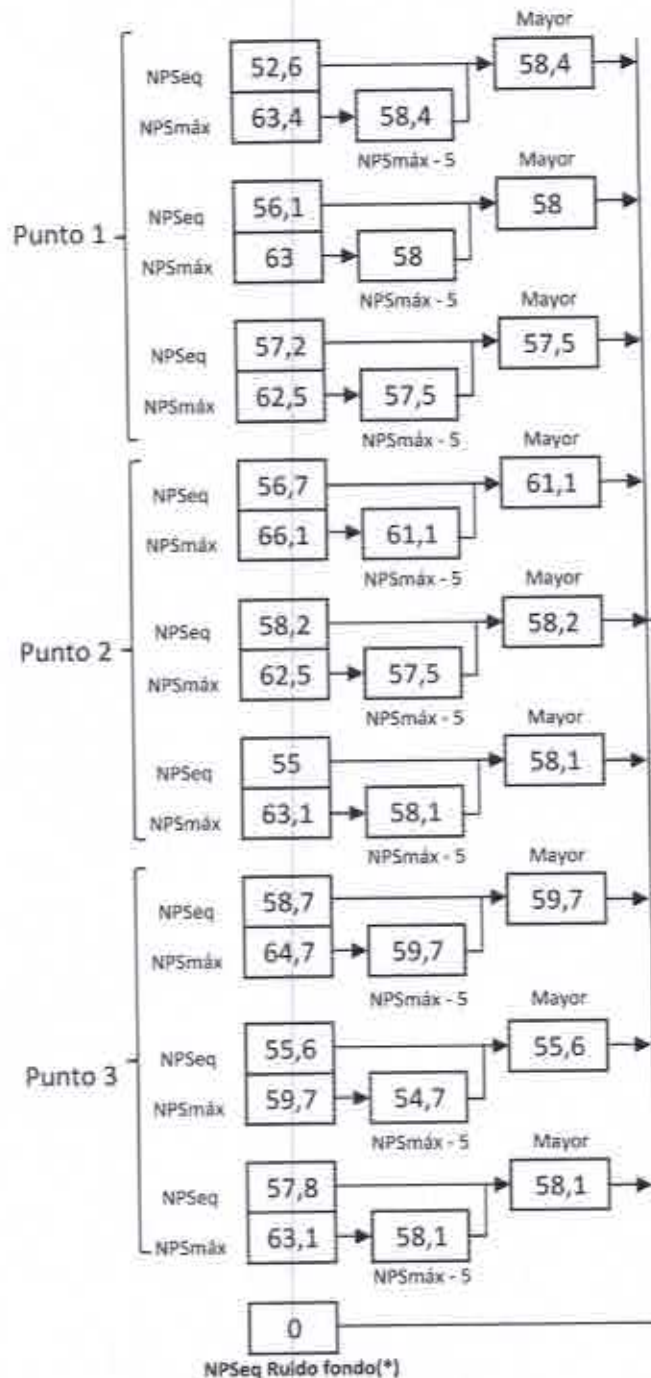 Mayor
NPSeq 52,6 58,4
NPSmáx 63,4 58,4
NPSmáx - 5
Mayor
NPSeq 56,1 58
Punto 1
NPSmáx 63 58
NPSmáx - 5
Mayor
NPSeq 57,2 57,5
NPSmáx 62,5 57,5
NPSmáx - 5
Mayor
NPSeq 56,7 61,1
NPSmáx 66,1 61,1
NPSmáx - 5
Mayor
NPSeq 58,2 58,2
Punto 2
NPSmáx 62,5 57,5
NPSmáx - 5
Mayor
NPSeq 55 58,1
NPSmáx 63,1 58,1
NPSmáx - 5
Mayor
NPSeq 58,7 59,7
NPSmáx 64,7 59,7
NPSmáx - 5
Mayor
NPSeq 55,6 55,6
Punto 3
NPSmáx 59,7 54,7
NPSmáx - 5
Mayor
NPSeq 57,8 58,1
NPSmáx 63,1 58,1
NPSmáx - 5
0
NPSeq Ruido fondo(*)